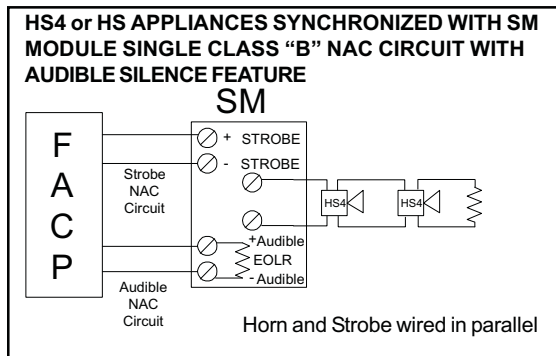 HS4 or HS APPLIANCES SYNCHRONIZED WITH SM
MODULE SINGLE CLASS “B” NAC CIRCUIT WITH
AUDIBLE SILENCE FEATURE
SM
F
A
C
P
+ STROBE
- STROBE
Strobe
NAC
Circuit
HS4
HS4
+Audible
EOLR
-Audible
Audible
NAC
Circuit
Horn and Strobe wired in parallel